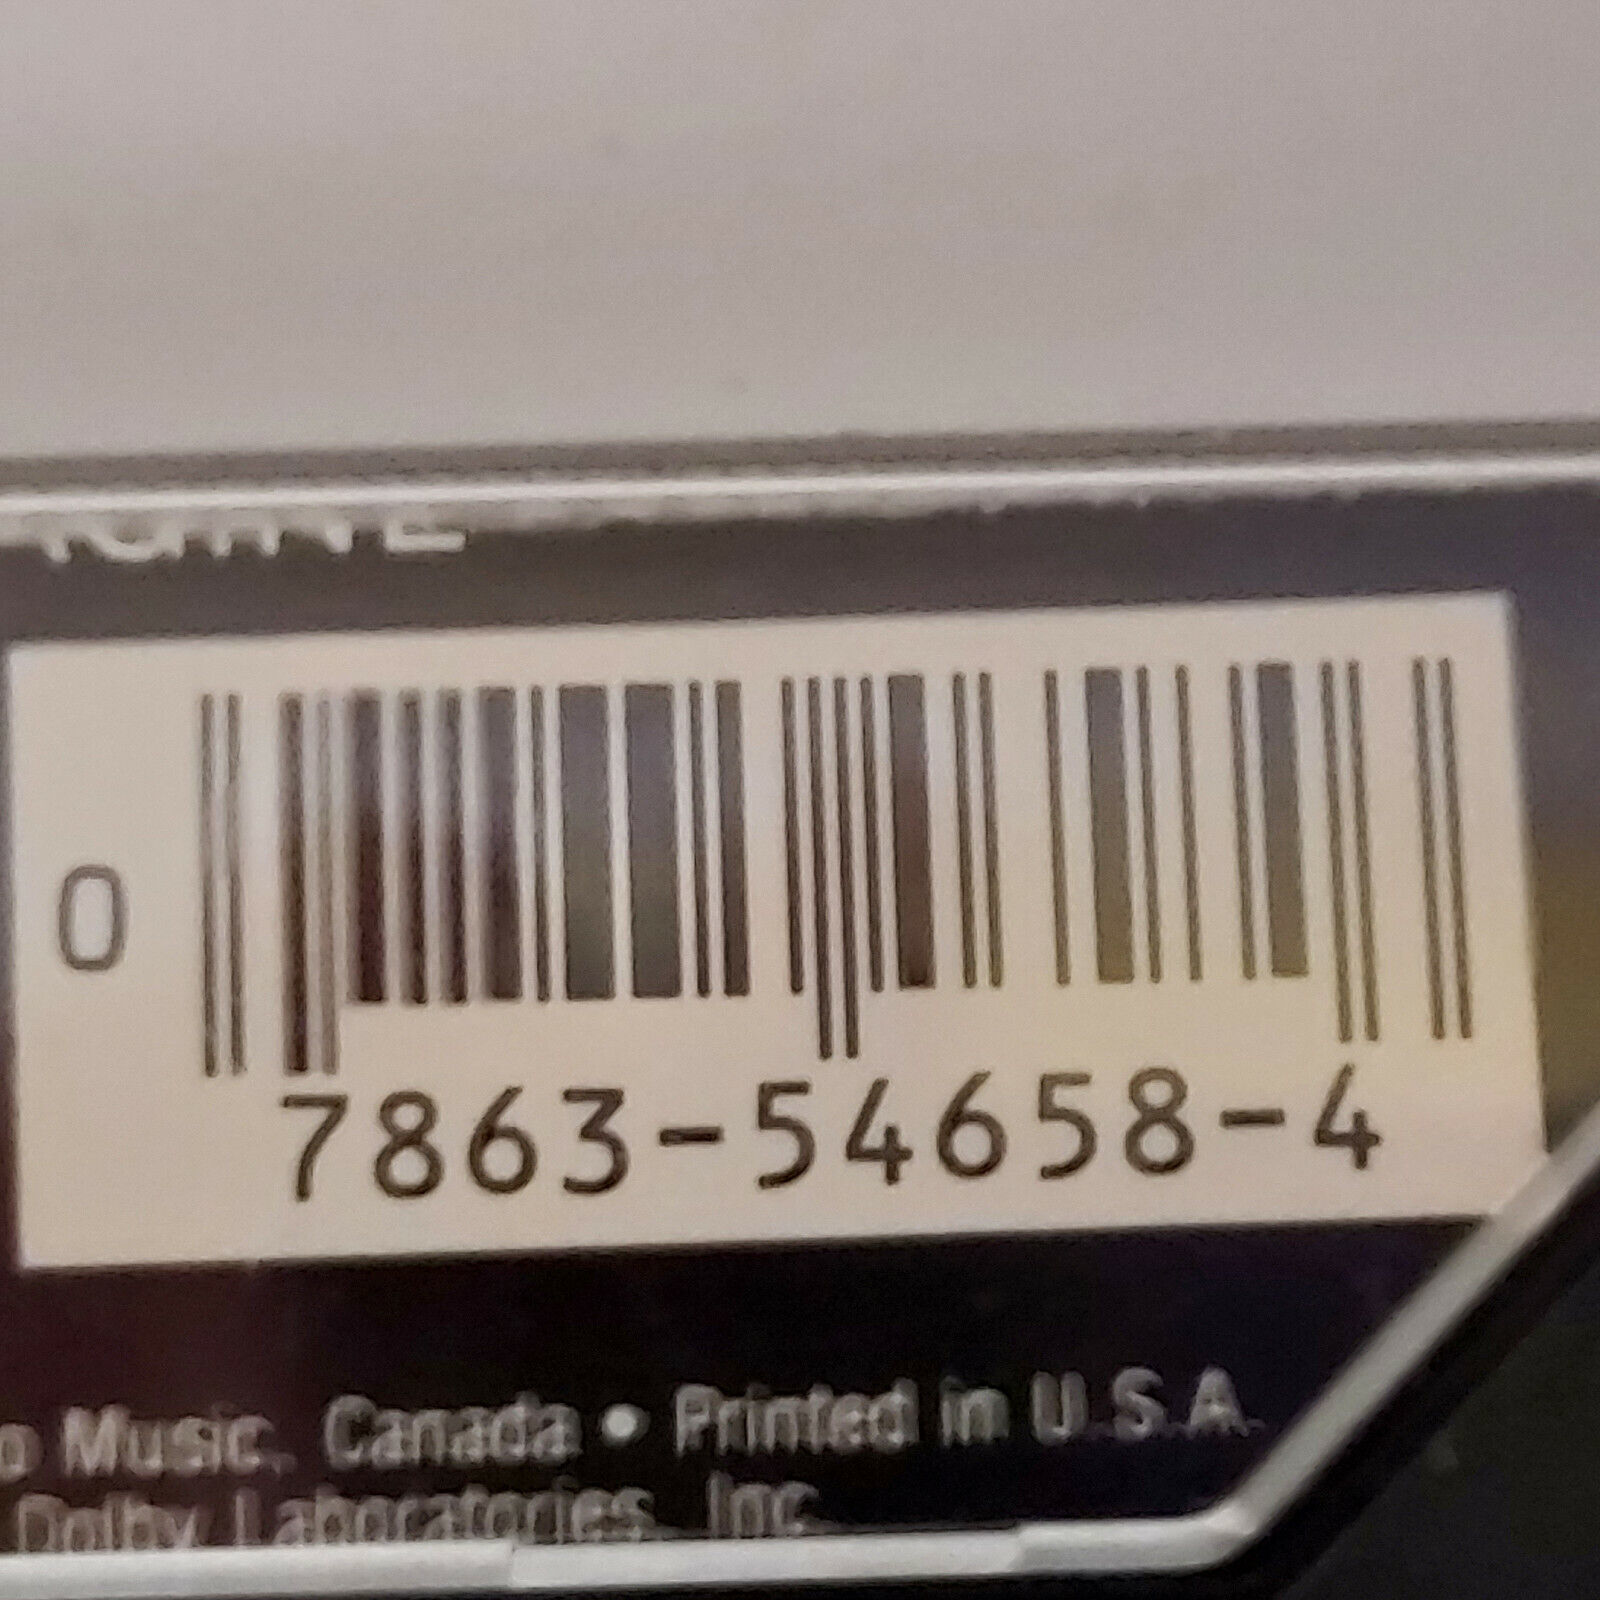 0
7863-54658-4
Music, Canada • Printed in U.S.A.
Dolby Laboratories, Inc